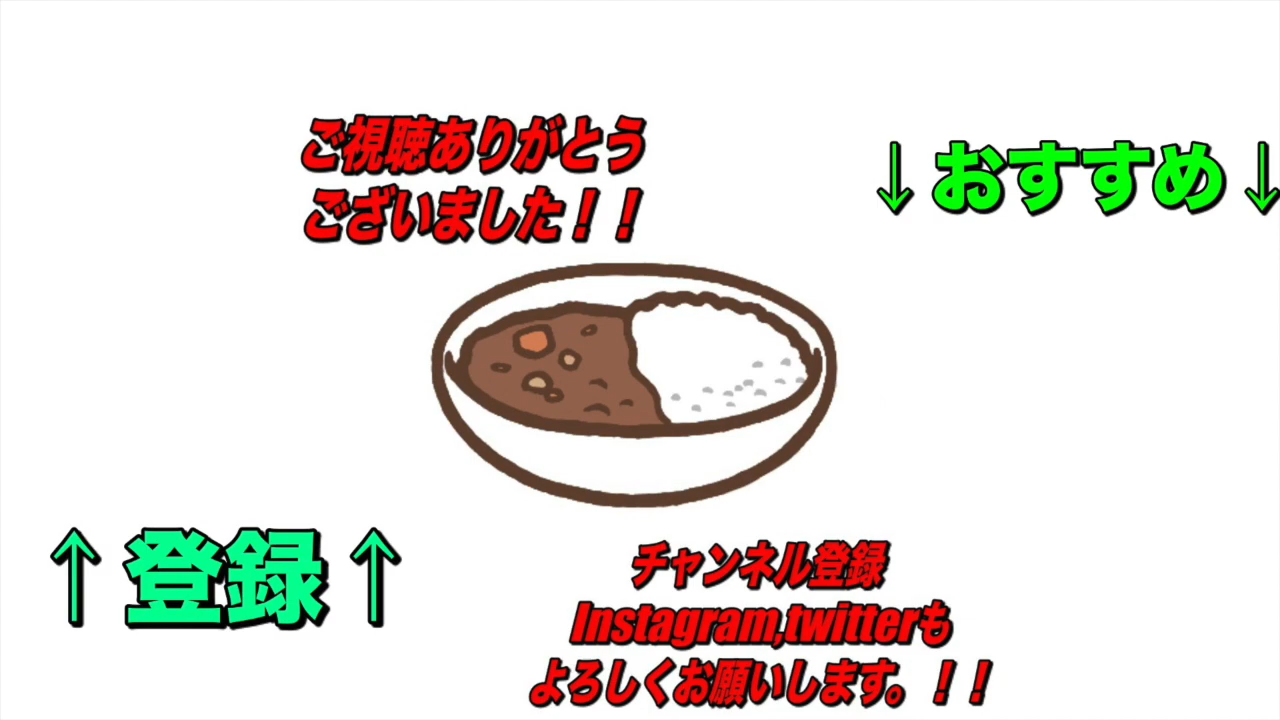 ご視聴ありがとう
ございました！！
↓おすすめ↓
↑登録↑
チャンネル登録
Instagram,twitterも
よろしくお願いします。！！